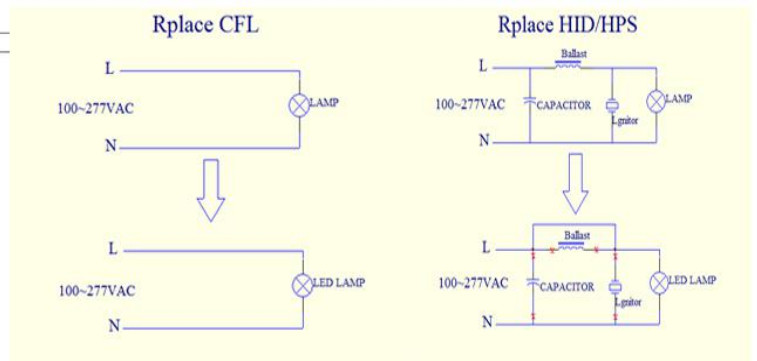 Rplace CFL
L
100~277VAC
LAMP
N
L
100~277VAC
LED LAMP
N
Rplace HID/HPS
Ballast
L
100~277VAC
CAPACITOR
LAMP
Lgnitor
N
Ballast
L
100~277VAC
CAPACITOR
LED LAMP
Lgnitor
N